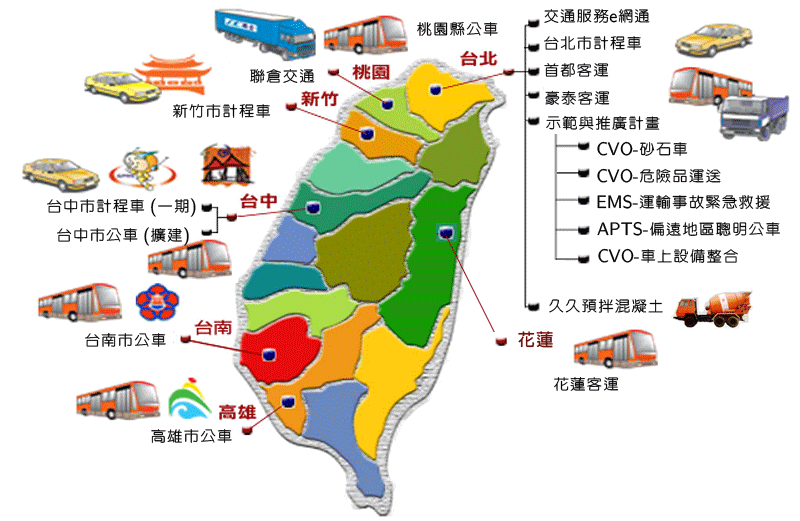 桃園縣公車
聯倉交通
桃園
新竹市計程車
新竹
台北
交通服務e網通
台北市計程車
首都客運
豪泰客運
示範與推廣計畫
CVO-砂石車
CVO-危險品運送
EMS-運輸事故緊急救援
APTS-偏遠地區聰明公車
CVO-車上設備整合
久久預拌混凝土
台中市計程車 (一期)
台中
台中市公車 (擴建)
台南
台南市公車
花蓮
花蓮客運
高雄
高雄市公車